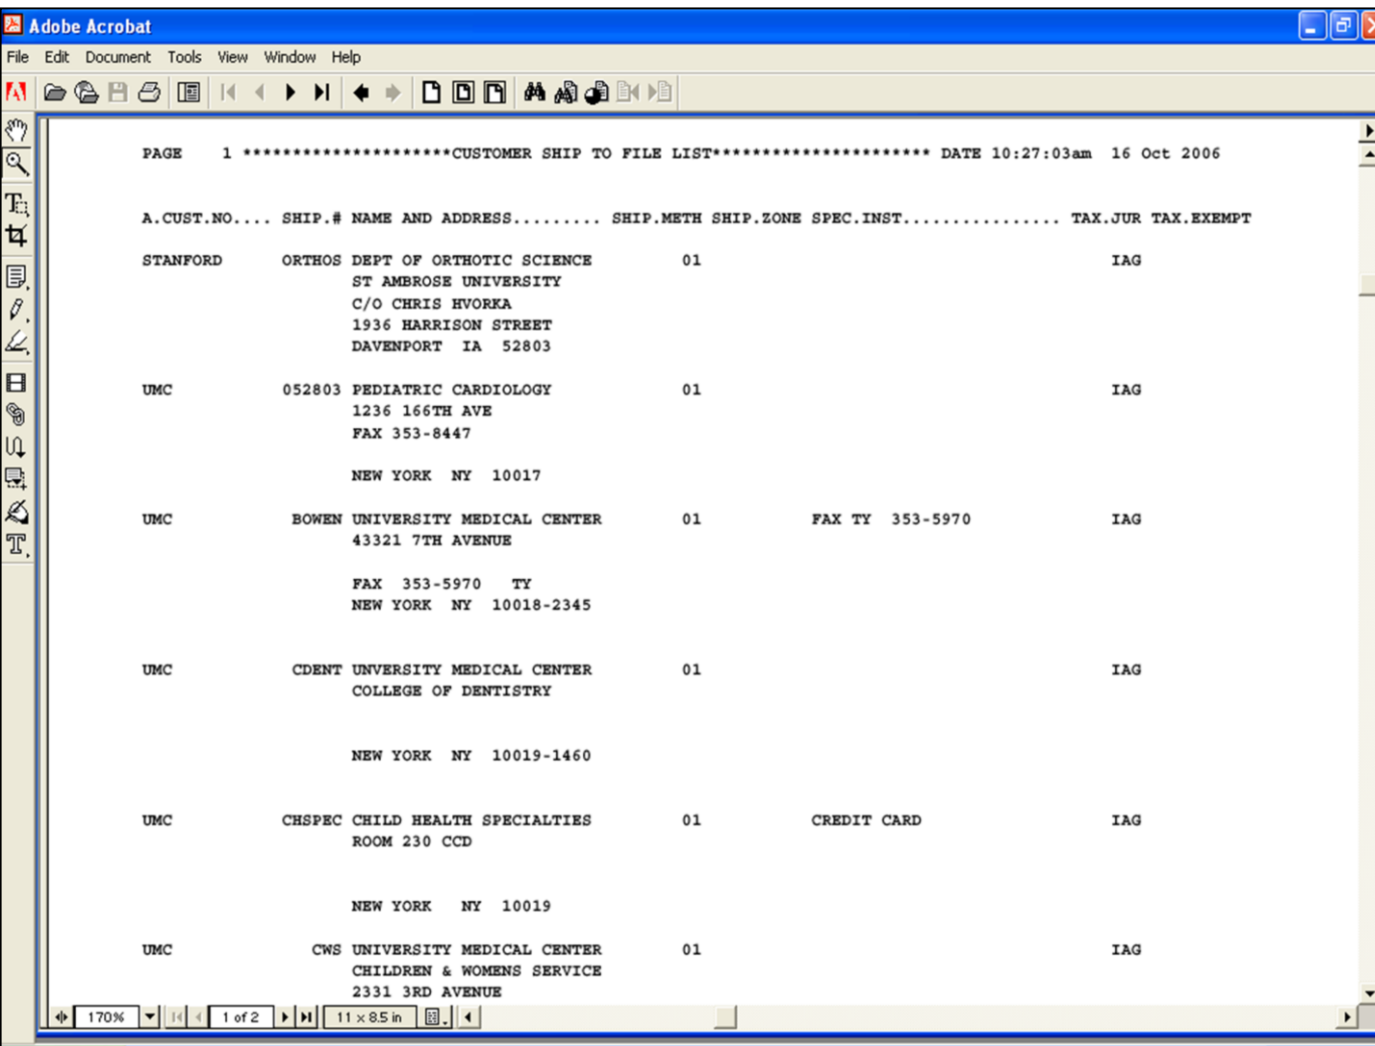 Adobe Acrobat
File Edit Document Tools View Window Help
PAGE 1 *********************CUSTOMER SHIP TO FILE LIST********************** DATE 10:27:03am 16 Oct 2006
A.CUST.NO.... SHIP.# NAME AND ADDRESS......... SHIP.METH SHIP.ZONE SPEC.INST................ TAX.JUR TAX.EXEMPT
STANFORD ORTHOS DEPT OF ORTHOTIC SCIENCE 01 IAG
ST AMBROSE UNIVERSITY
C/O CHRIS HVORKA
1936 HARRISON STREET
DAVENPORT IA 52803
UMC 052803 PEDIATRIC CARDIOLOGY 01 IAG
1236 166TH AVE
FAX 353-8447
NEW YORK NY 10017
UMC BOWEN UNIVERSITY MEDICAL CENTER 01 FAX TY 353-5970 IAG
43321 7TH AVENUE
FAX 353-5970 TY
NEW YORK NY 10018-2345
UMC CDENT UNVERSITY MEDICAL CENTER 01 IAG
COLLEGE OF DENTISTRY
NEW YORK NY 10019-1460
UMC CHSPEC CHILD HEALTH SPECIALTIES 01 CREDIT CARD IAG
ROOM 230 CCD
NEW YORK NY 10019
UMC CWS UNIVERSITY MEDICAL CENTER 01 IAG
CHILDREN & WOMENS SERVICE
2331 3RD AVENUE
170% 1 of 2 11 x 8.5 in